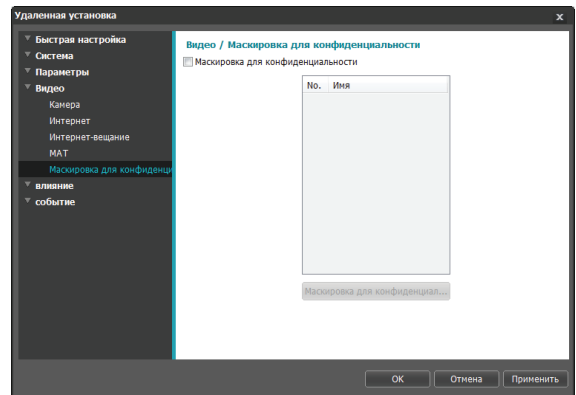 Удаленная установка x
Быстрая настройка
Система
Параметры
Видео
Камера
Интернет
Интернет-вещание
MAT
Маскировка для конфиденци
влияние
событие
Видео / Маскировка для конфиденциальности
Маскировка для конфиденциальности
No. Имя
Маскировка для конфиденциал...
OK Отмена Применить